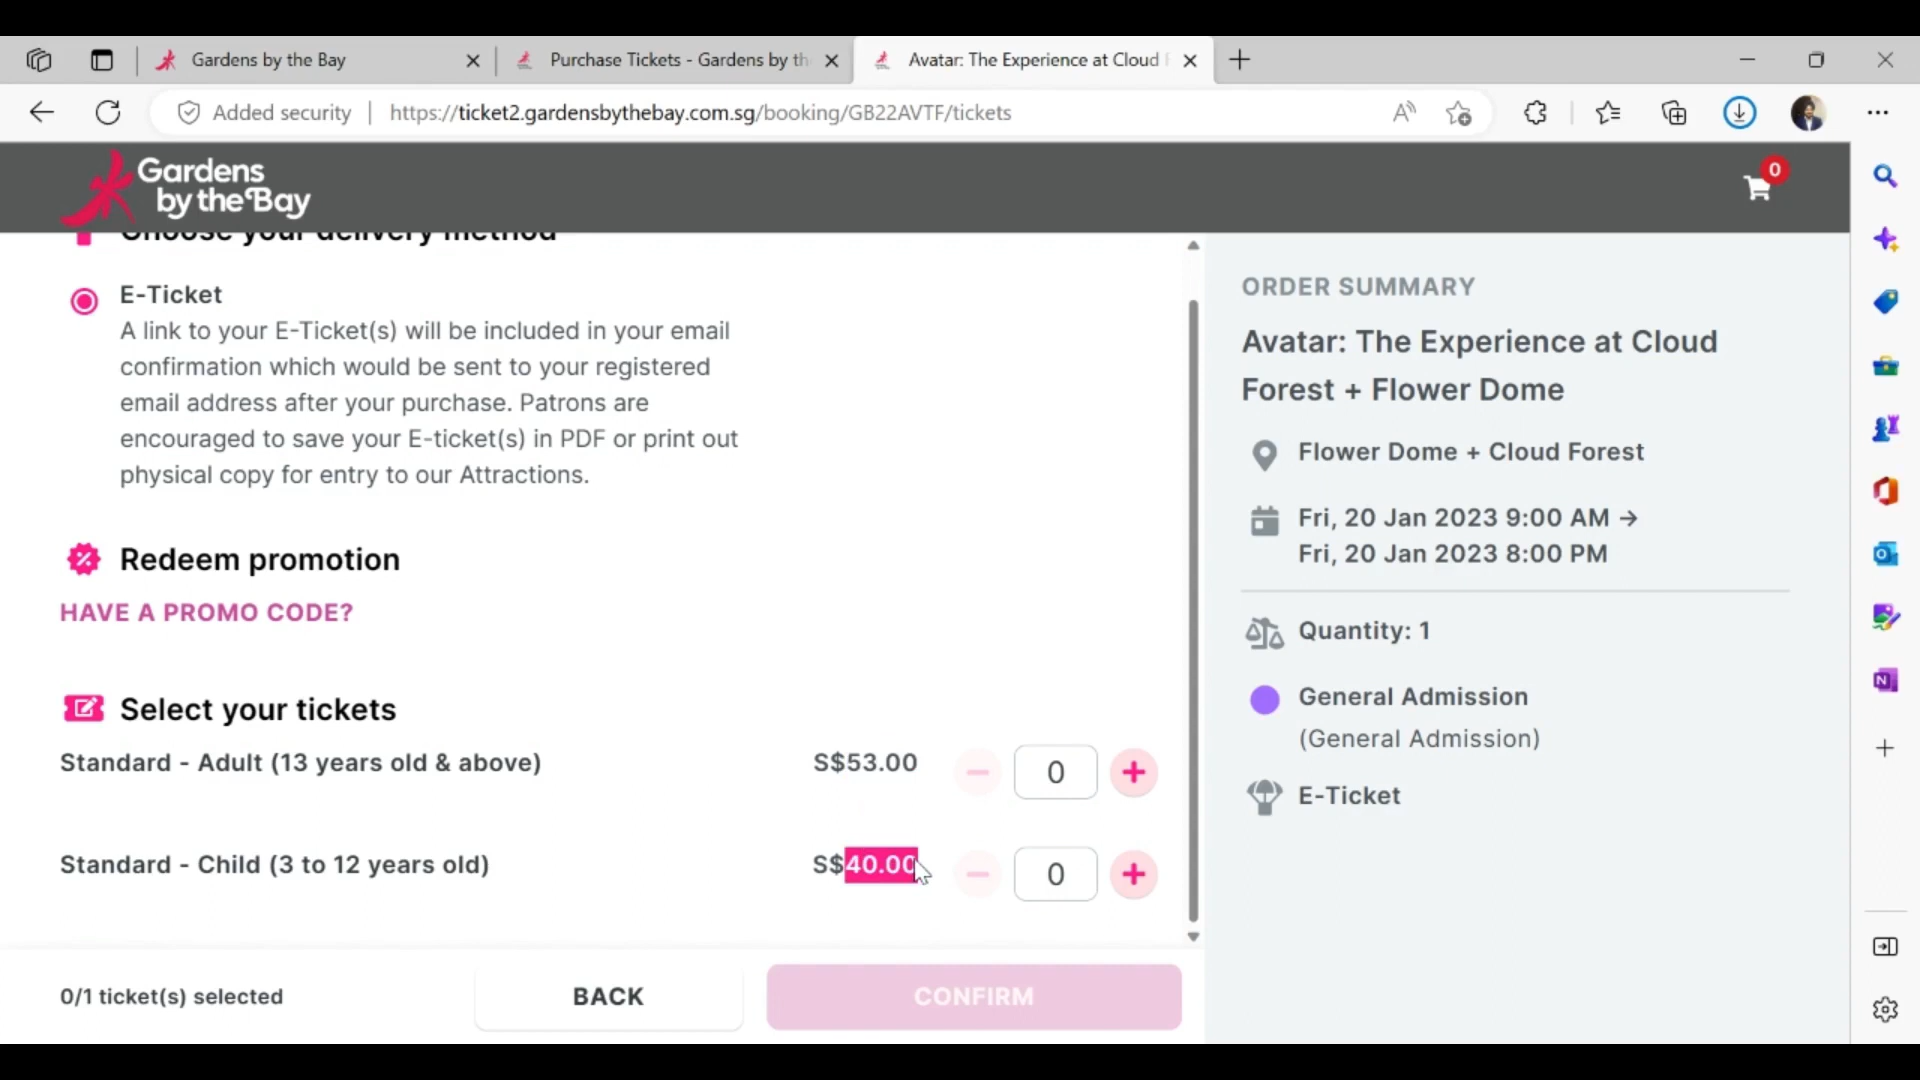 Gardens by the Bay
Purchase Tickets - Gardens by th
Avatar: The Experience at Cloud F
Added security
https://ticket2.gardensbythebay.com.sg/booking/GB22AVTF/tickets
Gardens
by the Bay
0
Choose your delivery method
E-Ticket
A link to your E-Ticket(s) will be included in your email
confirmation which would be sent to your registered
email address after your purchase. Patrons are
encouraged to save your E-ticket(s) in PDF or print out
physical copy for entry to our Attractions.
Redeem promotion
HAVE A PROMO CODE?
Select your tickets
Standard - Adult (13 years old & above)
S$53.00
0
Standard - Child (3 to 12 years old)
S$40.00
0
0/1 ticket(s) selected
BACK
CONFIRM
ORDER SUMMARY
Avatar: The Experience at Cloud
Forest + Flower Dome
Flower Dome + Cloud Forest
Fri, 20 Jan 2023 9:00 AM →
Fri, 20 Jan 2023 8:00 PM
Quantity: 1
General Admission
(General Admission)
E-Ticket